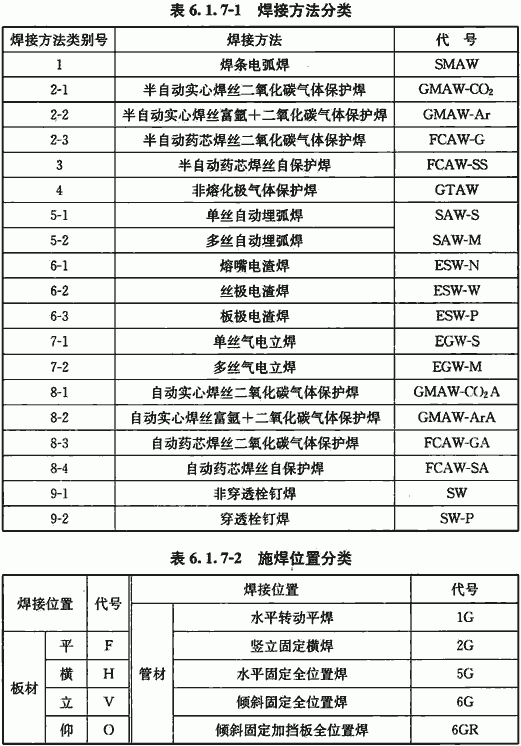 表 6.1.7-1 焊接方法分类
焊接方法类别号 焊接方法 代 号
1 焊条电弧焊 SMAW
2-1 半自动实心焊丝二氧化碳气体保护焊 GMAW-CO₂
2-2 半自动实心焊丝富氩+二氧化碳气体保护焊 GMAW-Ar
2-3 半自动药芯焊丝二氧化碳气体保护焊 FCAW-G
3 半自动药芯焊丝自保护焊 FCAW-SS
4 非熔化极气体保护焊 GTAW
5-1 单丝自动埋弧焊 SAW-S
5-2 多丝自动埋弧焊 SAW-M
6-1 熔嘴电渣焊 ESW-N
6-2 丝极电渣焊 ESW-W
6-3 板极电渣焊 ESW-P
7-1 单丝气电立焊 EGW-S
7-2 多丝气电立焊 EGW-M
8-1 自动实心焊丝二氧化碳气体保护焊 GMAW-CO₂A
8-2 自动实心焊丝富氩+二氧化碳气体保护焊 GMAW-ArA
8-3 自动药芯焊丝二氧化碳气体保护焊 FCAW-GA
8-4 自动药芯焊丝自保护焊 FCAW-SA
9-1 非穿透栓钉焊 SW
9-2 穿透栓钉焊 SW-P
表 6.1.7-2 施焊位置分类
焊接位置 代号 焊接位置 代号
板材 平 F 管材 水平转动平焊 1G
横 H 竖立固定横焊 2G
立 V 水平固定全位置焊 5G
仰 O 倾斜固定全位置焊 6G
倾斜固定加挡板全位置焊 6GR